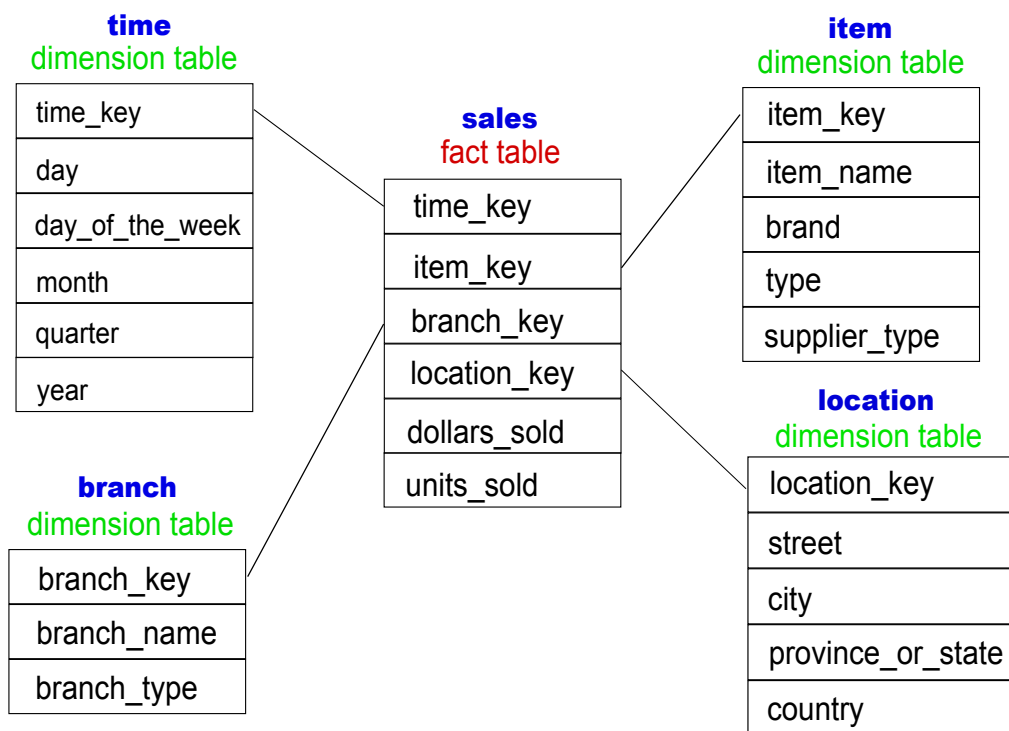 time
dimension table
time_key
day
day_of_the_week
month
quarter
year
sales
fact table
time_key
item_key
branch_key
location_key
dollars_sold
units_sold
item
dimension table
item_key
item_name
brand
type
supplier_type
branch
dimension table
branch_key
branch_name
branch_type
location
dimension table
location_key
street
city
province_or_state
country